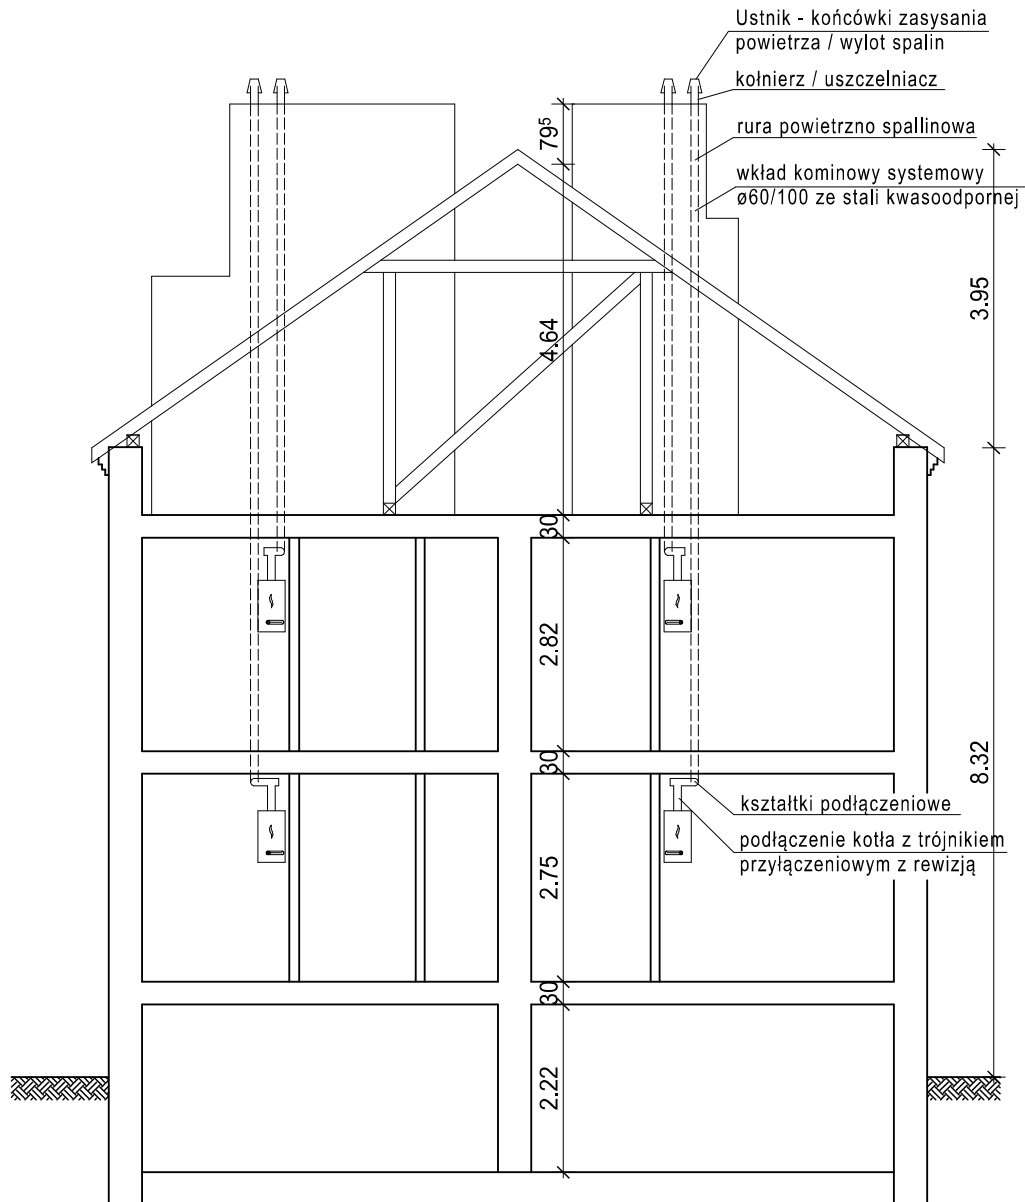 Ustnik - końcówki zasysania
powietrza / wylot spalin
kołnierz / uszczelniacz
rura powietrzno spallinowa
wkład kominowy systemowy
ø60/100 ze stali kwasoodpornej
79⁵
3.95
4.64
30
2.82
30
8.32
kształtki podłączeniowe
podłączenie kotła z trójnikiem
przyłączeniowym z rewizją
2.75
30
2.22